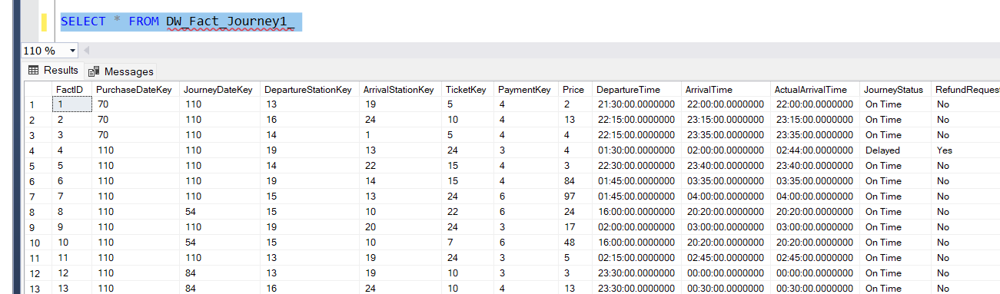 SELECT * FROM DW_Fact_Journey1_
110 %
Results Messages
FactID PurchaseDateKey JourneyDateKey DepartureStationKey ArrivalStationKey TicketKey PaymentKey Price DepartureTime ArrivalTime ActualArrivalTime JourneyStatus RefundRequest
1 1 70 110 13 19 5 4 2 21:30:00.0000000 22:00:00.0000000 22:00:00.0000000 On Time No
2 2 70 110 16 24 10 4 13 22:15:00.0000000 23:15:00.0000000 23:15:00.0000000 On Time No
3 3 70 110 14 1 5 4 4 22:15:00.0000000 23:35:00.0000000 23:35:00.0000000 On Time No
4 4 110 110 19 13 24 3 4 01:30:00.0000000 02:00:00.0000000 02:44:00.0000000 Delayed Yes
5 5 110 110 14 22 15 4 3 22:30:00.0000000 23:40:00.0000000 23:40:00.0000000 On Time No
6 6 110 110 19 14 15 4 84 01:45:00.0000000 03:35:00.0000000 03:35:00.0000000 On Time No
7 7 110 110 15 13 24 6 97 01:45:00.0000000 04:00:00.0000000 04:00:00.0000000 On Time No
8 8 110 54 15 10 22 6 24 16:00:00.0000000 20:20:00.0000000 20:20:00.0000000 On Time No
9 9 110 110 19 20 24 3 17 02:00:00.0000000 03:00:00.0000000 03:00:00.0000000 On Time No
10 10 110 54 15 10 7 6 48 16:00:00.0000000 20:20:00.0000000 20:20:00.0000000 On Time No
11 11 110 110 13 19 24 3 5 02:15:00.0000000 02:45:00.0000000 02:45:00.0000000 On Time No
12 12 110 84 13 19 10 3 3 23:30:00.0000000 00:00:00.0000000 00:00:00.0000000 On Time No
13 13 110 84 16 24 10 4 13 23:30:00.0000000 00:30:00.0000000 00:30:00.0000000 On Time No